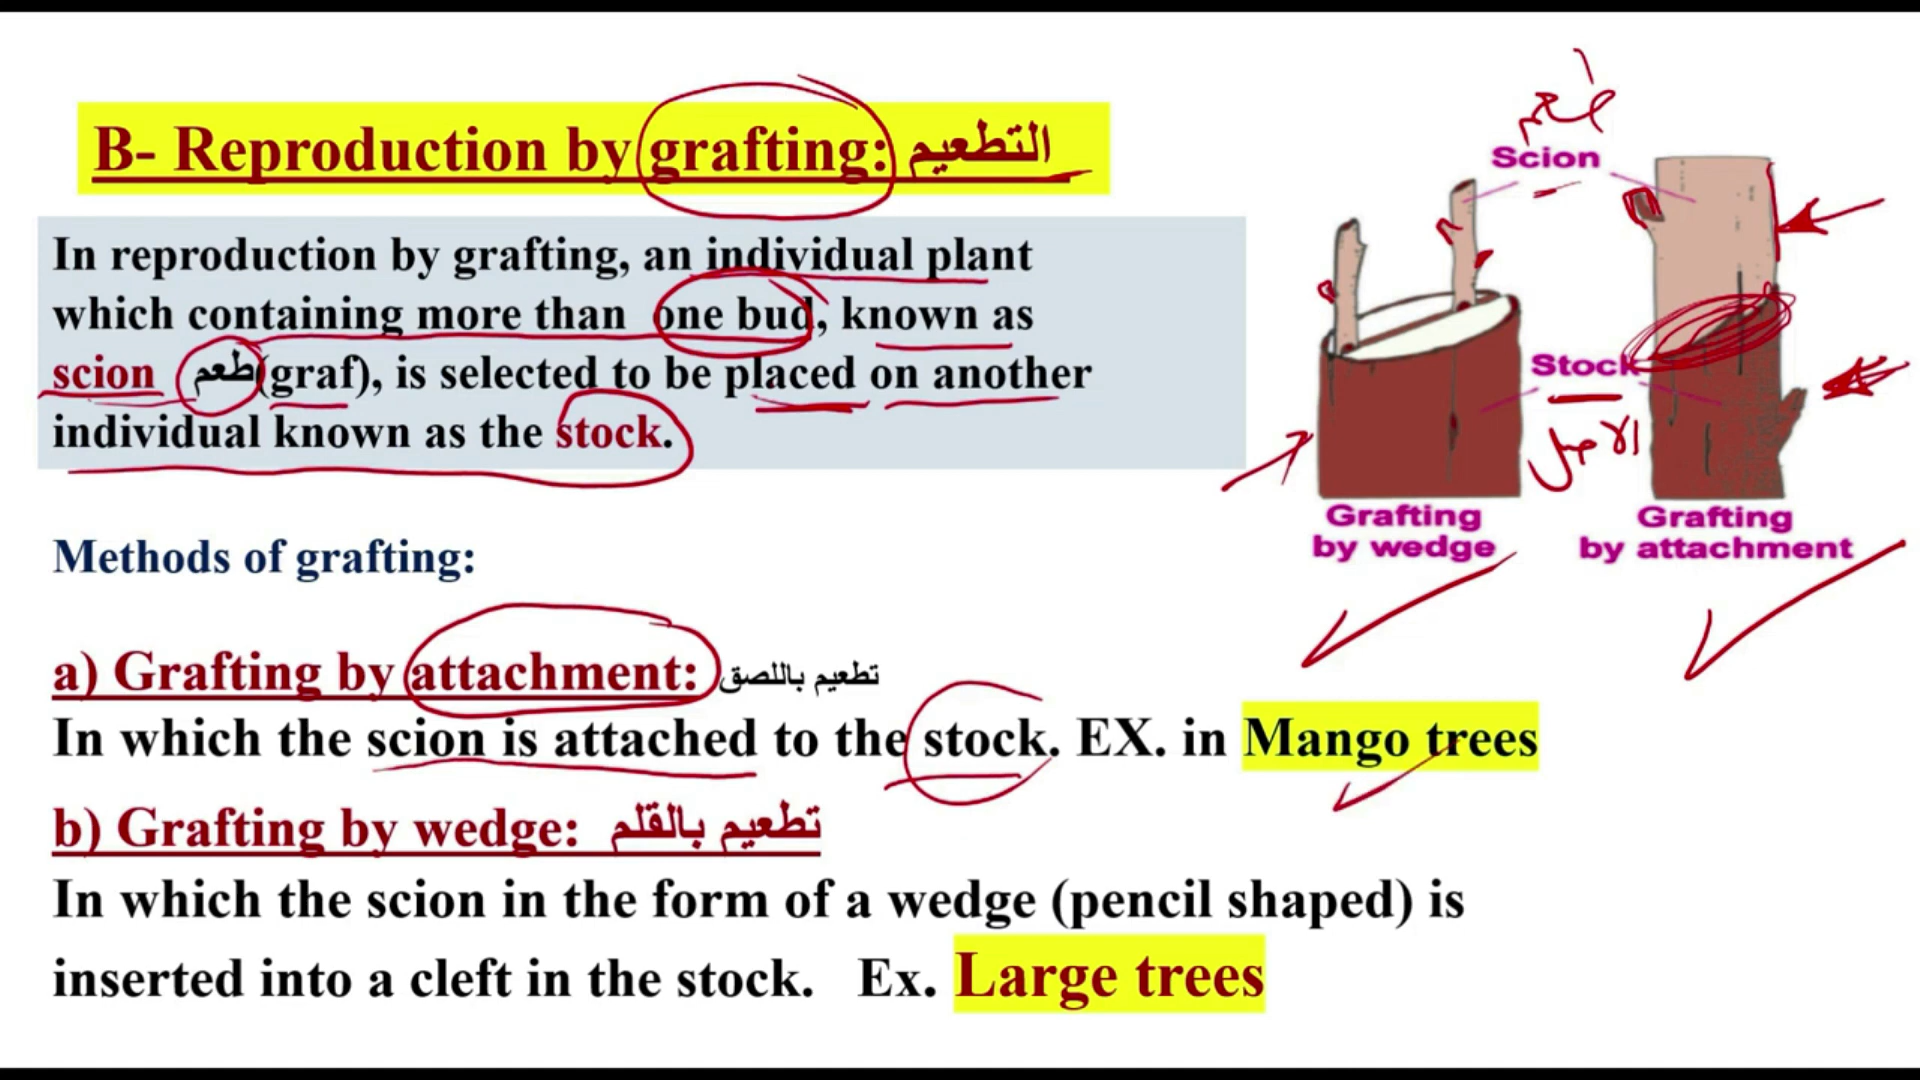 B- Reproduction by grafting: التطعيم
In reproduction by grafting, an individual plant
which containing more than one bud, known as
scion طعم (graf), is selected to be placed on another
individual known as the stock.
Methods of grafting:
a) Grafting by attachment: تطعيم باللصق
In which the scion is attached to the stock. EX. in Mango trees
b) Grafting by wedge: تطعيم بالقلم
In which the scion in the form of a wedge (pencil shaped) is
inserted into a cleft in the stock. Ex. Large trees
Scion
Stock
الاصل
Grafting
by wedge
Grafting
by attachment